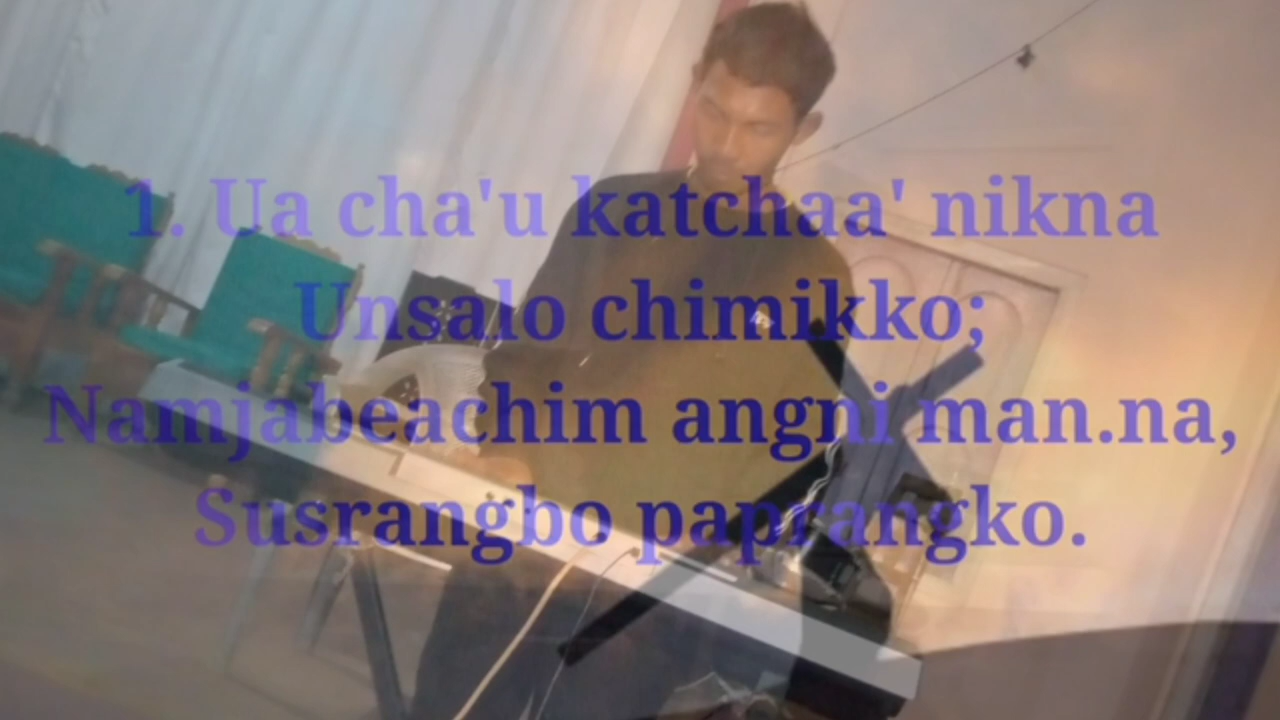 1. Ua cha'u katchaa' nikna
Unsalo chimikko;
Namjabeachim angni man.na,
Susrangbo paprangko.